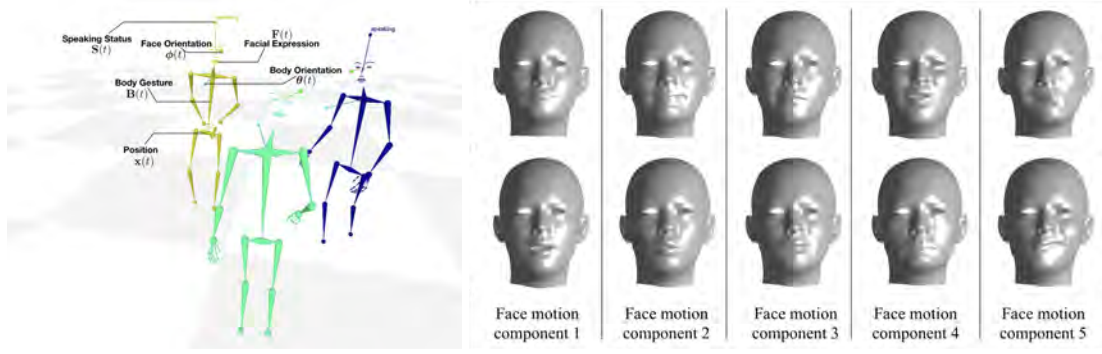 Speaking Status
S(t)
Face Orientation
ϕ(t)
F(t)
Facial Expression
speaking
Body Gesture
B(t)
Body Orientation
θ(t)
Position
x(t)
Face motion
component 1
Face motion
component 2
Face motion
component 3
Face motion
component 4
Face motion
component 5